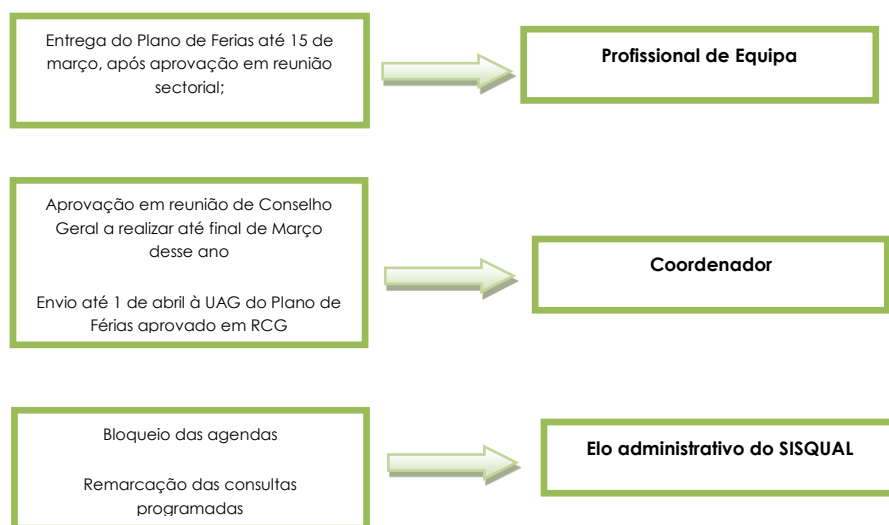 Entrega do Plano de Ferias até 15 de
março, após aprovação em reunião
sectorial;
Profissional de Equipa
Aprovação em reunião de Conselho
Geral a realizar até final de Março
desse ano
Envio até 1 de abril à UAG do Plano de
Férias aprovado em RCG
Coordenador
Bloqueio das agendas
Remarcação das consultas
programadas
Elo administrativo do SISQUAL